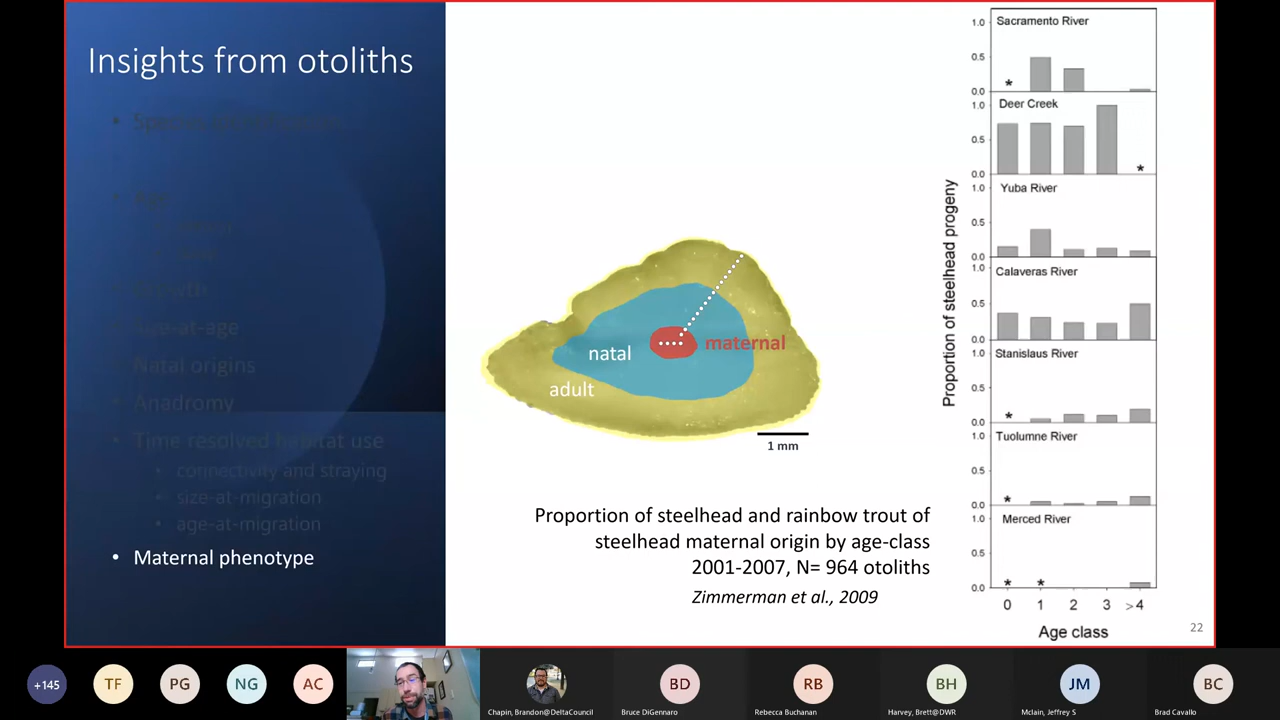 Insights from otoliths
Age
Growth
Age-at-age
Natal origins
Anadromy
Time resolved habitat use
• connectivity and straying
• size-at-migration
• age-at-migration
• Maternal phenotype
natal
maternal
adult
1 mm
Proportion of steelhead and rainbow trout of
steelhead maternal origin by age-class
2001-2007, N= 964 otoliths
Zimmerman et al., 2009
Proportion of steelhead progeny
Sacramento River
1.0
0.5
0.0
*
Deer Creek
1.0
0.5
0.0
*
Yuba River
1.0
0.5
0.0
Calaveras River
1.0
0.5
0.0
Stanislaus River
1.0
0.5
0.0
*
Tuolumne River
1.0
0.5
0.0
*
Merced River
1.0
0.5
0.0
* *
0 1 2 3 >4
Age class
22
+145
TF
PG
NG
AC
Chapin, Brandon@DeltaCouncil
BD
Bruce DiGennaro
RB
Rebecca Buchanan
BH
Harvey, Brett@DWR
JM
Mclain, Jeffrey S
BC
Brad Cavallo